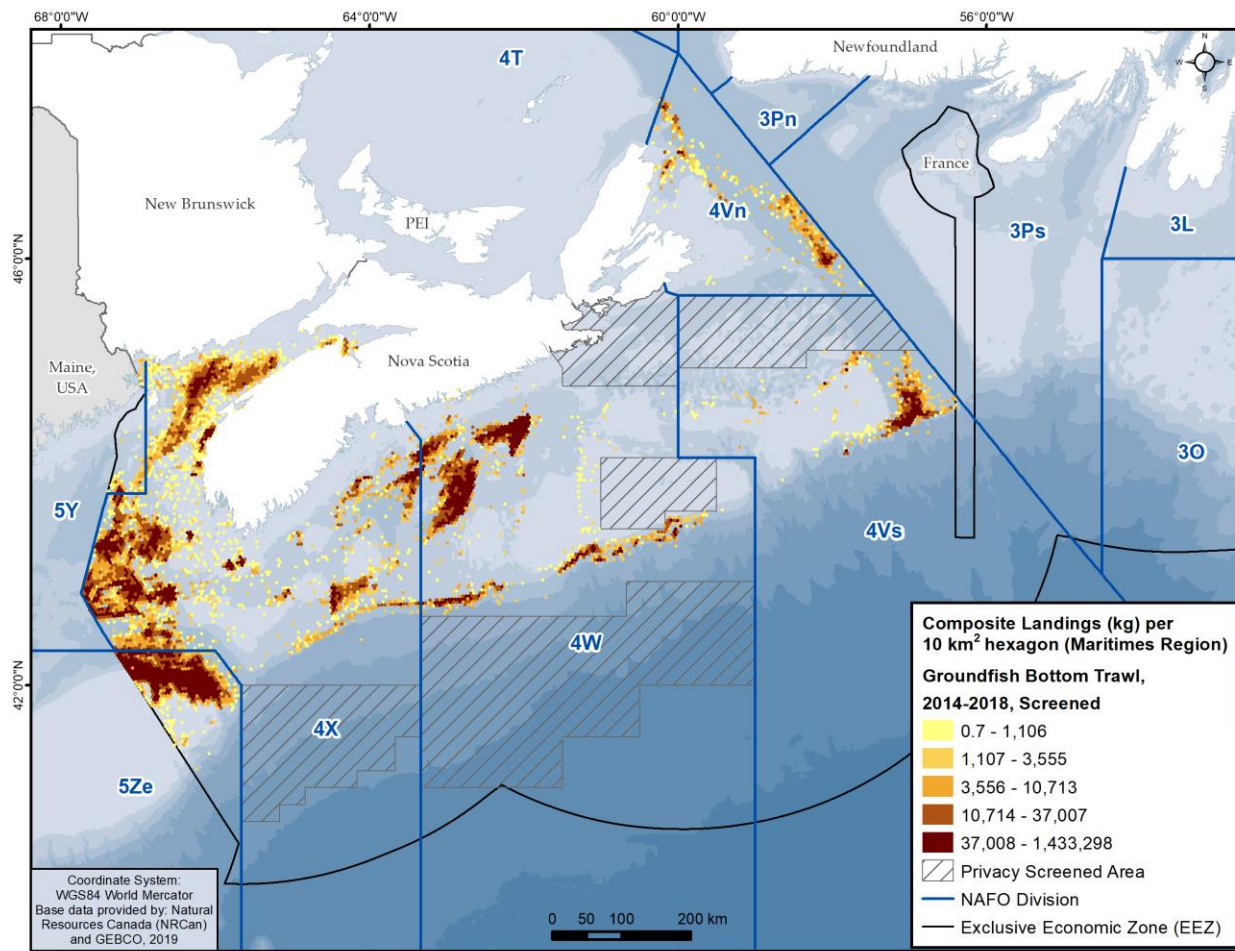 68°0'0"W
64°0'0"W
60°0'0"W
56°0'0"W
46°0'0"N
42°0'0"N
N
W E
S
4T
Newfoundland
3Pn
New Brunswick
PEI
4Vn
France
3Ps
3L
Maine,
USA
Nova Scotia
5Y
3O
4Vs
4W
4X
5Ze
Composite Landings (kg) per
10 km² hexagon (Maritimes Region)
Groundfish Bottom Trawl,
2014-2018, Screened
0.7 - 1,106
1,107 - 3,555
3,556 - 10,713
10,714 - 37,007
37,008 - 1,433,298
Privacy Screened Area
NAFO Division
Exclusive Economic Zone (EEZ)
Coordinate System:
WGS84 World Mercator
Base data provided by: Natural
Resources Canada (NRCan)
and GEBCO, 2019
0 50 100 200 km